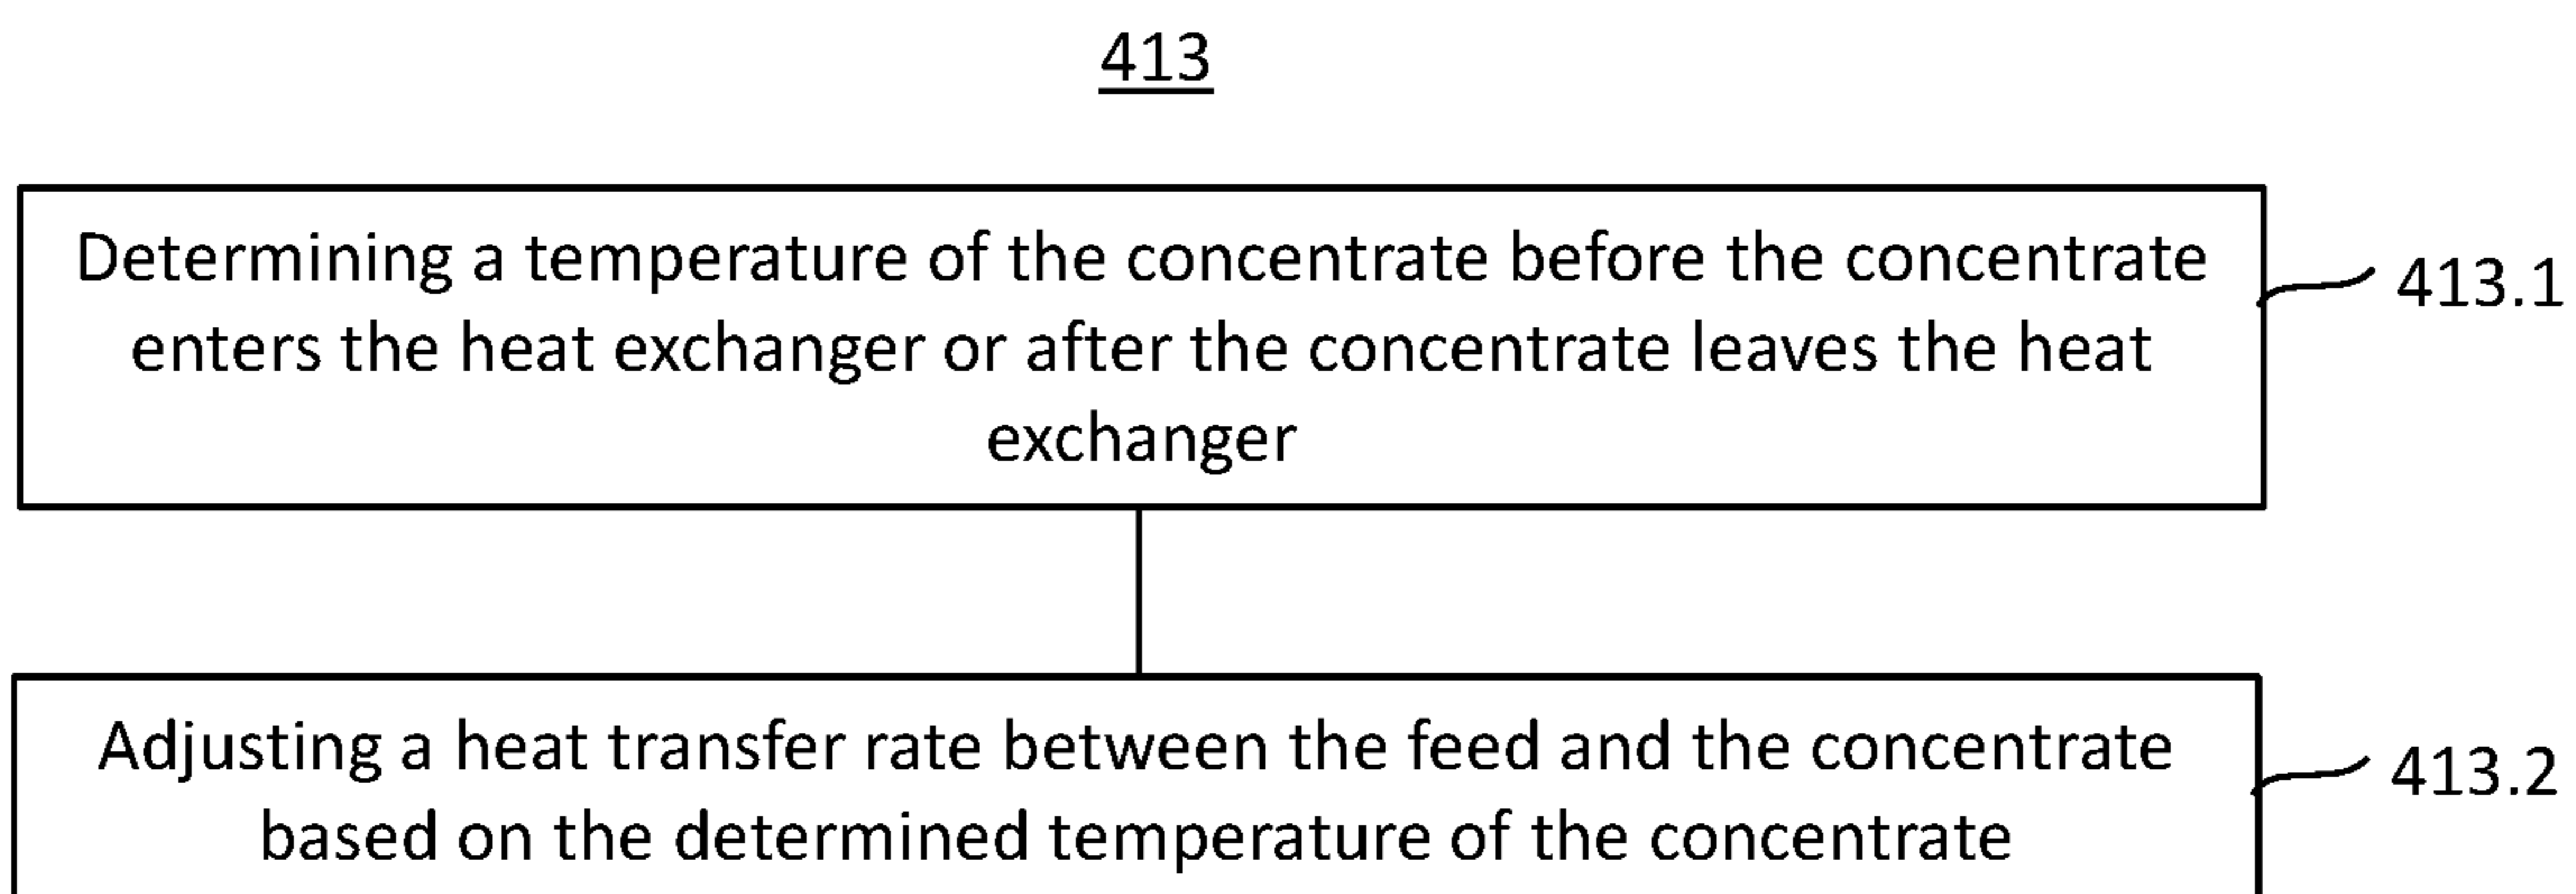 413
Determining a temperature of the concentrate before the concentrate
enters the heat exchanger or after the concentrate leaves the heat
exchanger
413.1
Adjusting a heat transfer rate between the feed and the concentrate
based on the determined temperature of the concentrate
413.2